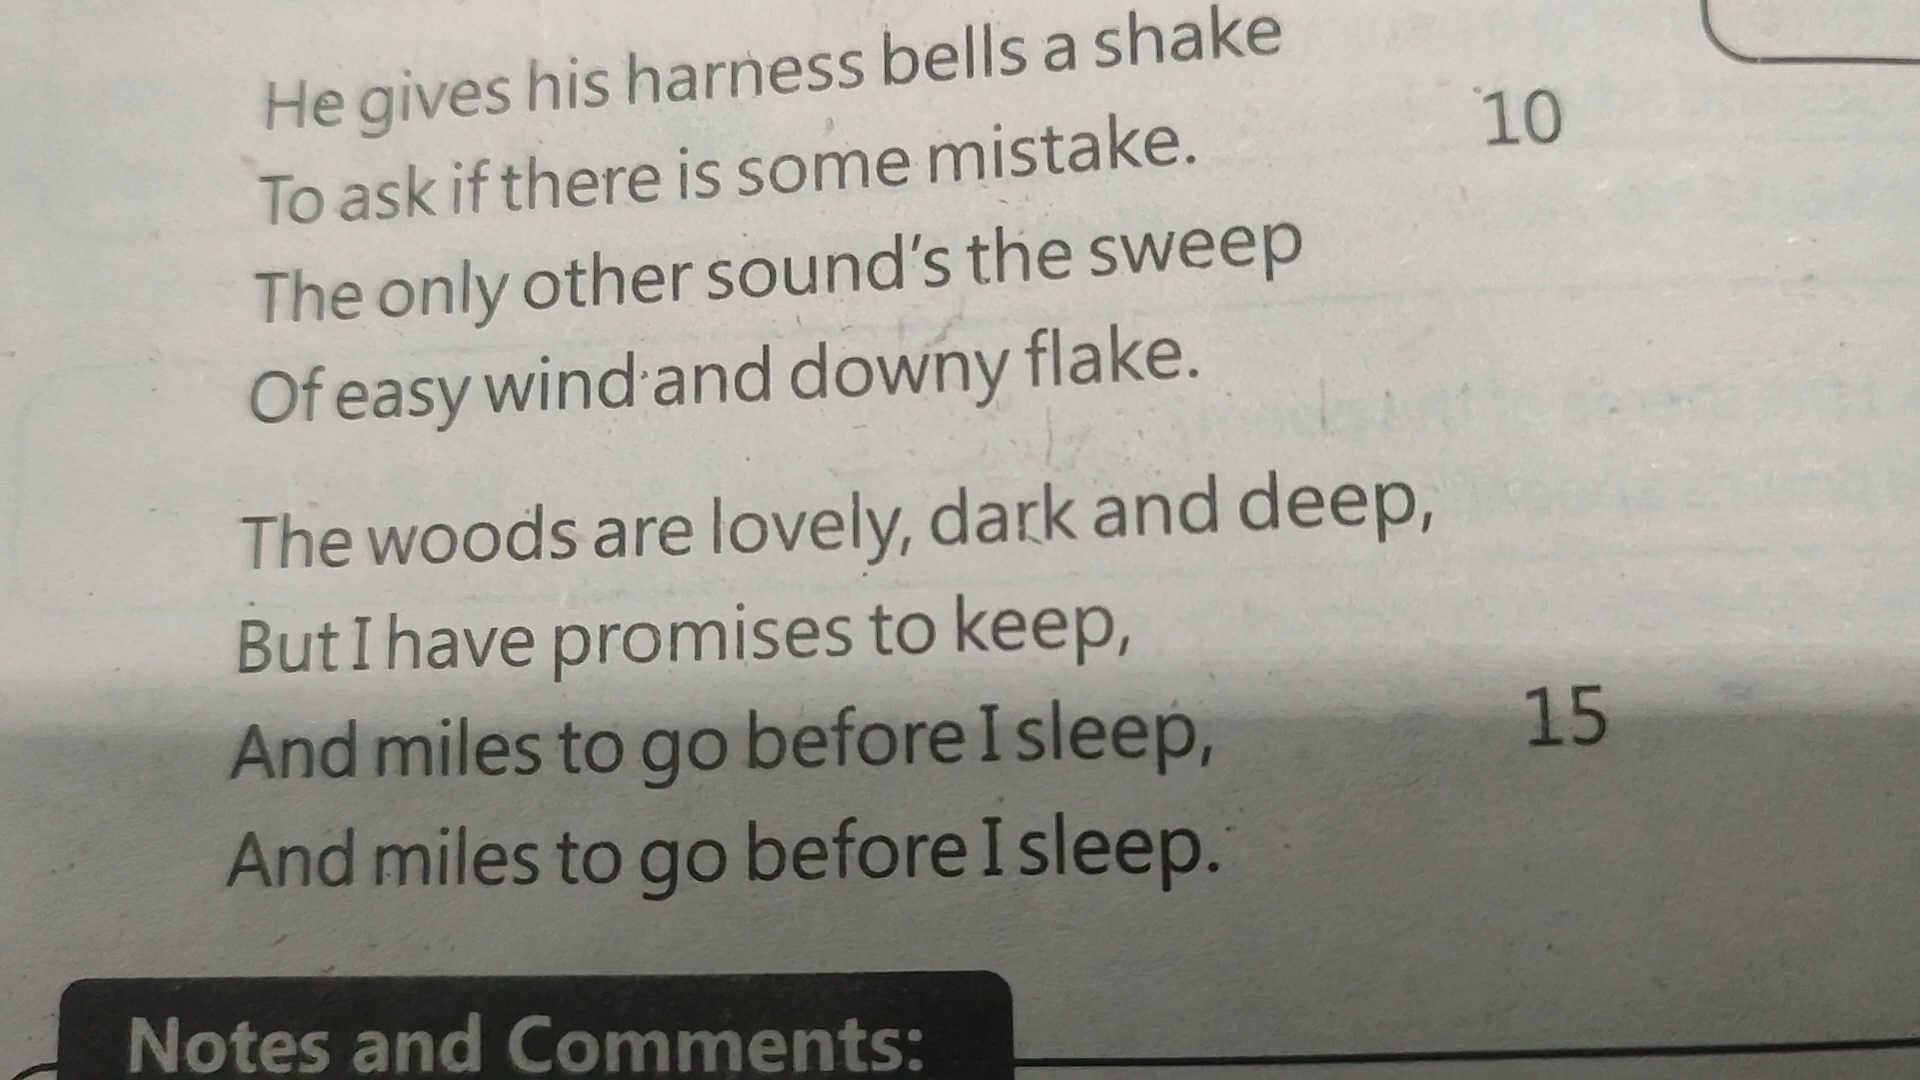 He gives his harness bells a shake
To ask if there is some mistake. 10
The only other sound's the sweep
Of easy wind and downy flake.
The woods are lovely, dark and deep,
But I have promises to keep,
And miles to go before I sleep, 15
And miles to go before I sleep.
Notes and Comments: